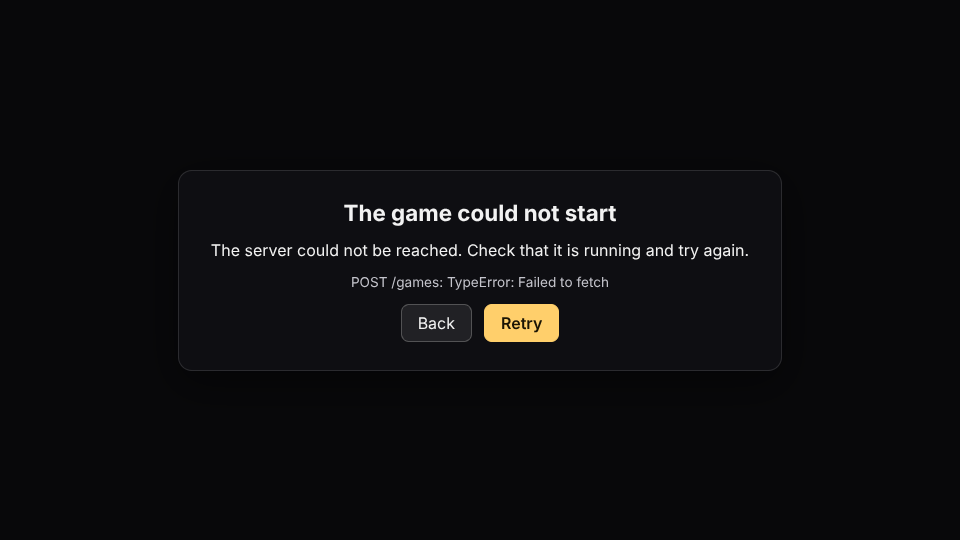 The game could not start
The server could not be reached. Check that it is running and try again.
POST /games: TypeError: Failed to fetch
Back
Retry